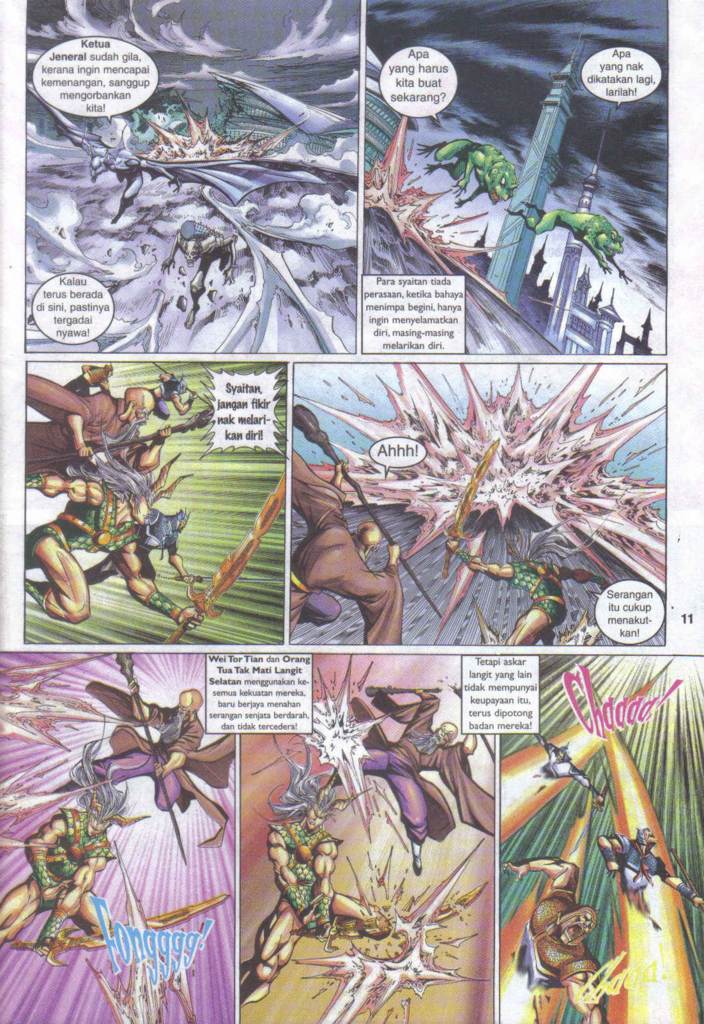 Ketua
Jeneral sudah gila,
kerana ingin mencapai
kemenangan, sanggup
mengorbankan
kita!
Kalau
terus berada
di sini, pastinya
tergadai
nyawa!
Apa
yang harus
kita buat
sekarang?
Apa
yang nak
dikatakan lagi,
larilah!
Para syaitan tiada
perasaan, ketika bahaya
menimpa begini, hanya
ingin menyelamatkan
diri, masing-masing
melarikan diri.
Syaitan,
jangan fikir
nak melari-
kan diri!
Ahhh!
Serangan
itu cukup
menakut-
kan!
11
Wei Tor Tian dan Orang
Tua Tak Mati Langit
Selatan menggunakan ke-
semua kekuatan mereka,
baru berjaya menahan
serangan senjata berdarah,
dan tidak tercedera!
Fongggg!
Tetapi askar
langit yang lain
tidak mempunyai
keupayaan itu,
terus dipotong
badan mereka!
Chaaaa!